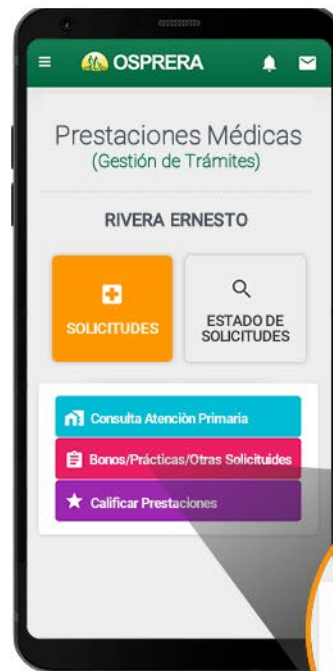 OSPRERA
Prestaciones Médicas
(Gestión de Trámites)
RIVERA ERNESTO
SOLICITUDES
ESTADO DE
SOLICITUDES
Consulta Atenciòn Primaria
Bonos/Prácticas/Otras Solicituides
Calificar Prestaciones